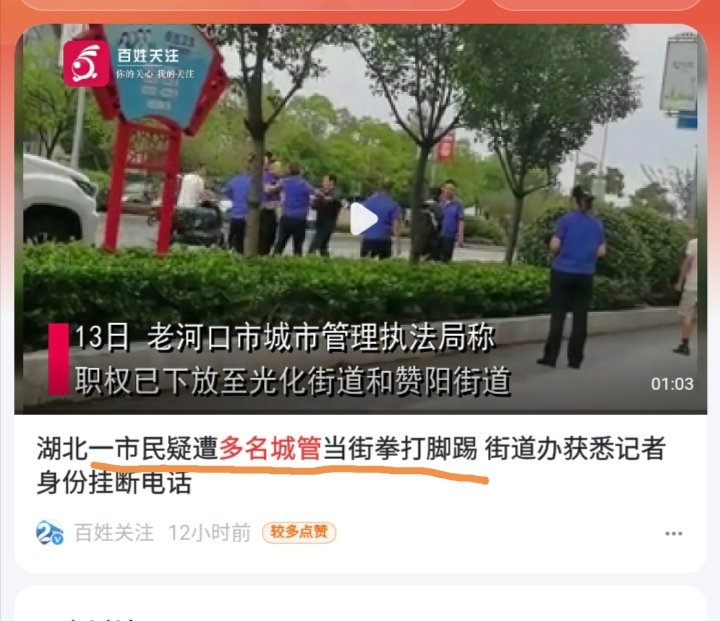 百姓关注
你的关心 我的关注
13日 老河口市城市管理执法局称
职权已下放至光化街道和赞阳街道
01:03
湖北一市民疑遭多名城管当街拳打脚踢 街道办获悉记者
身份挂断电话
百姓关注 12小时前 较多点赞